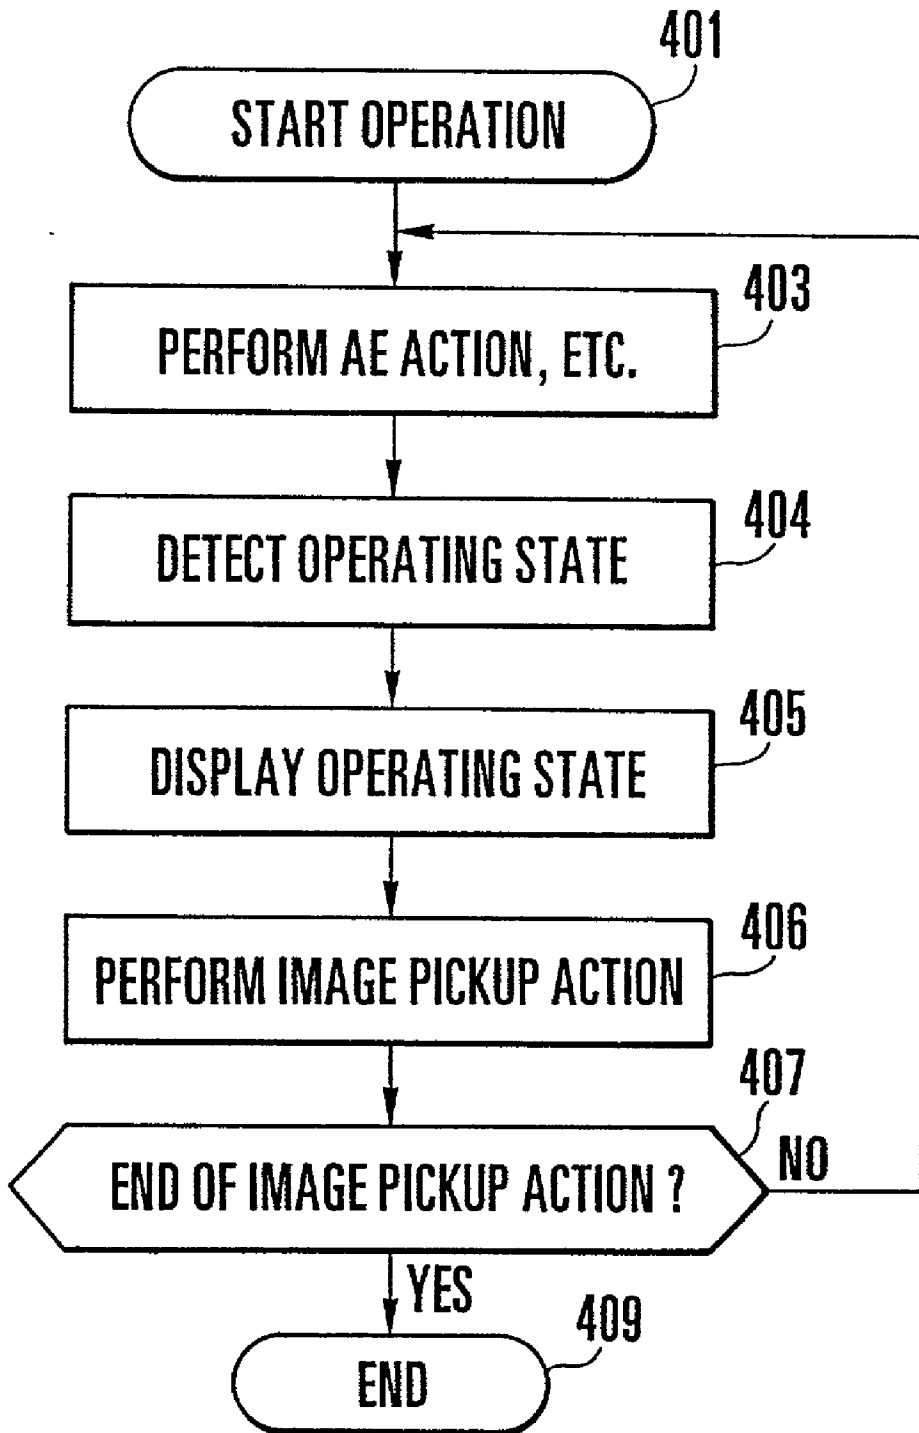 401
START OPERATION
403
PERFORM AE ACTION, ETC.
404
DETECT OPERATING STATE
405
DISPLAY OPERATING STATE
406
PERFORM IMAGE PICKUP ACTION
407
END OF IMAGE PICKUP ACTION ?
NO
YES
409
END